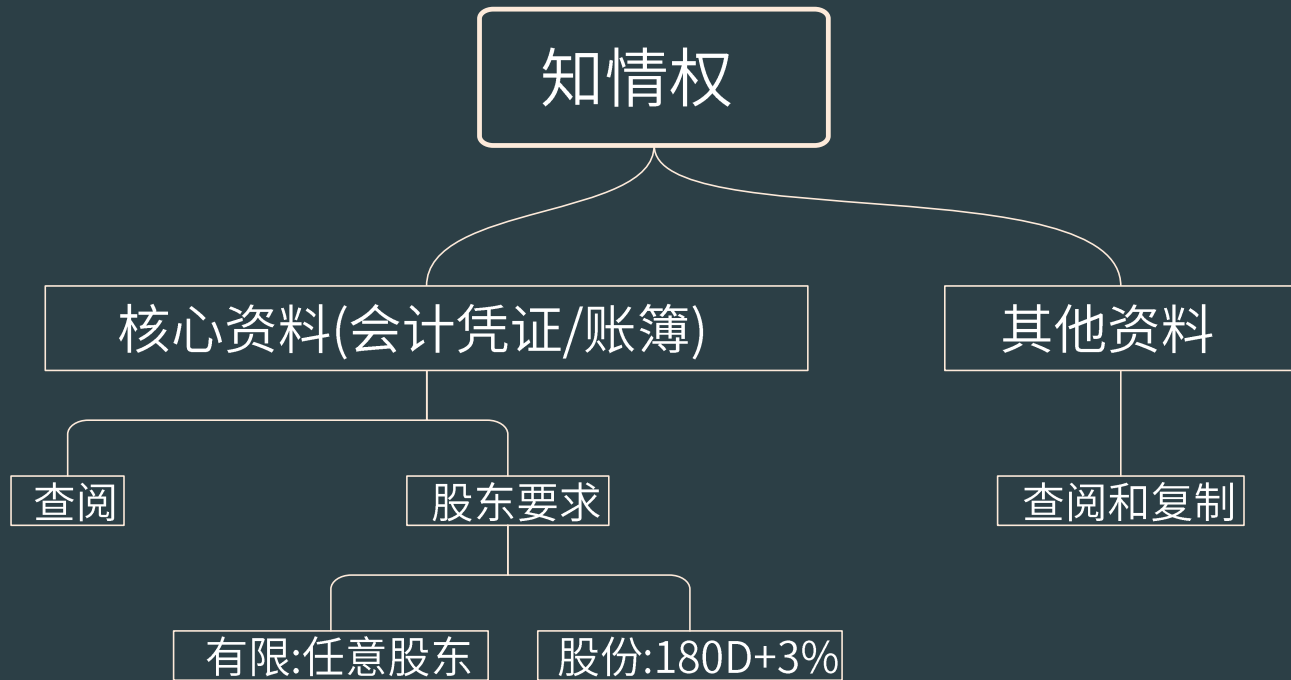 知情权
核心资料(会计凭证/账簿)
其他资料
查阅
股东要求
查阅和复制
有限:任意股东
股份:180D+3%